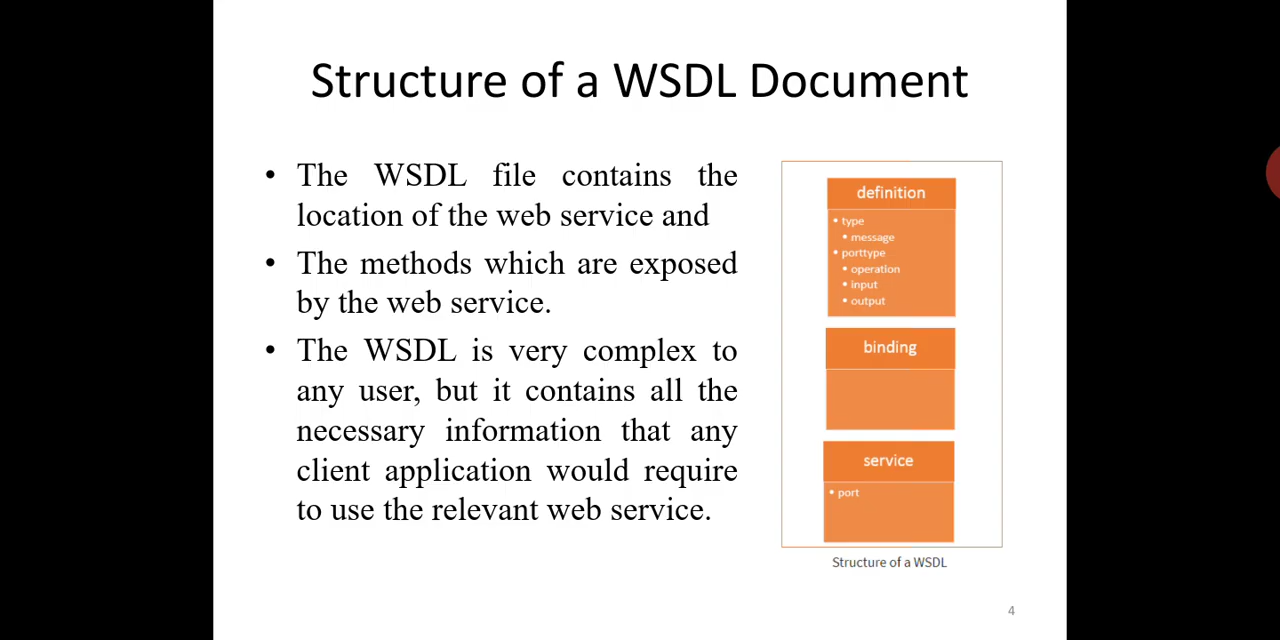 Structure of a WSDL Document
• The WSDL file contains the
location of the web service and
• The methods which are exposed
by the web service.
• The WSDL is very complex to
any user, but it contains all the
necessary information that any
client application would require
to use the relevant web service.
definition
• type
• message
• porttype
• operation
• input
• output
binding
service
• port
Structure of a WSDL
4